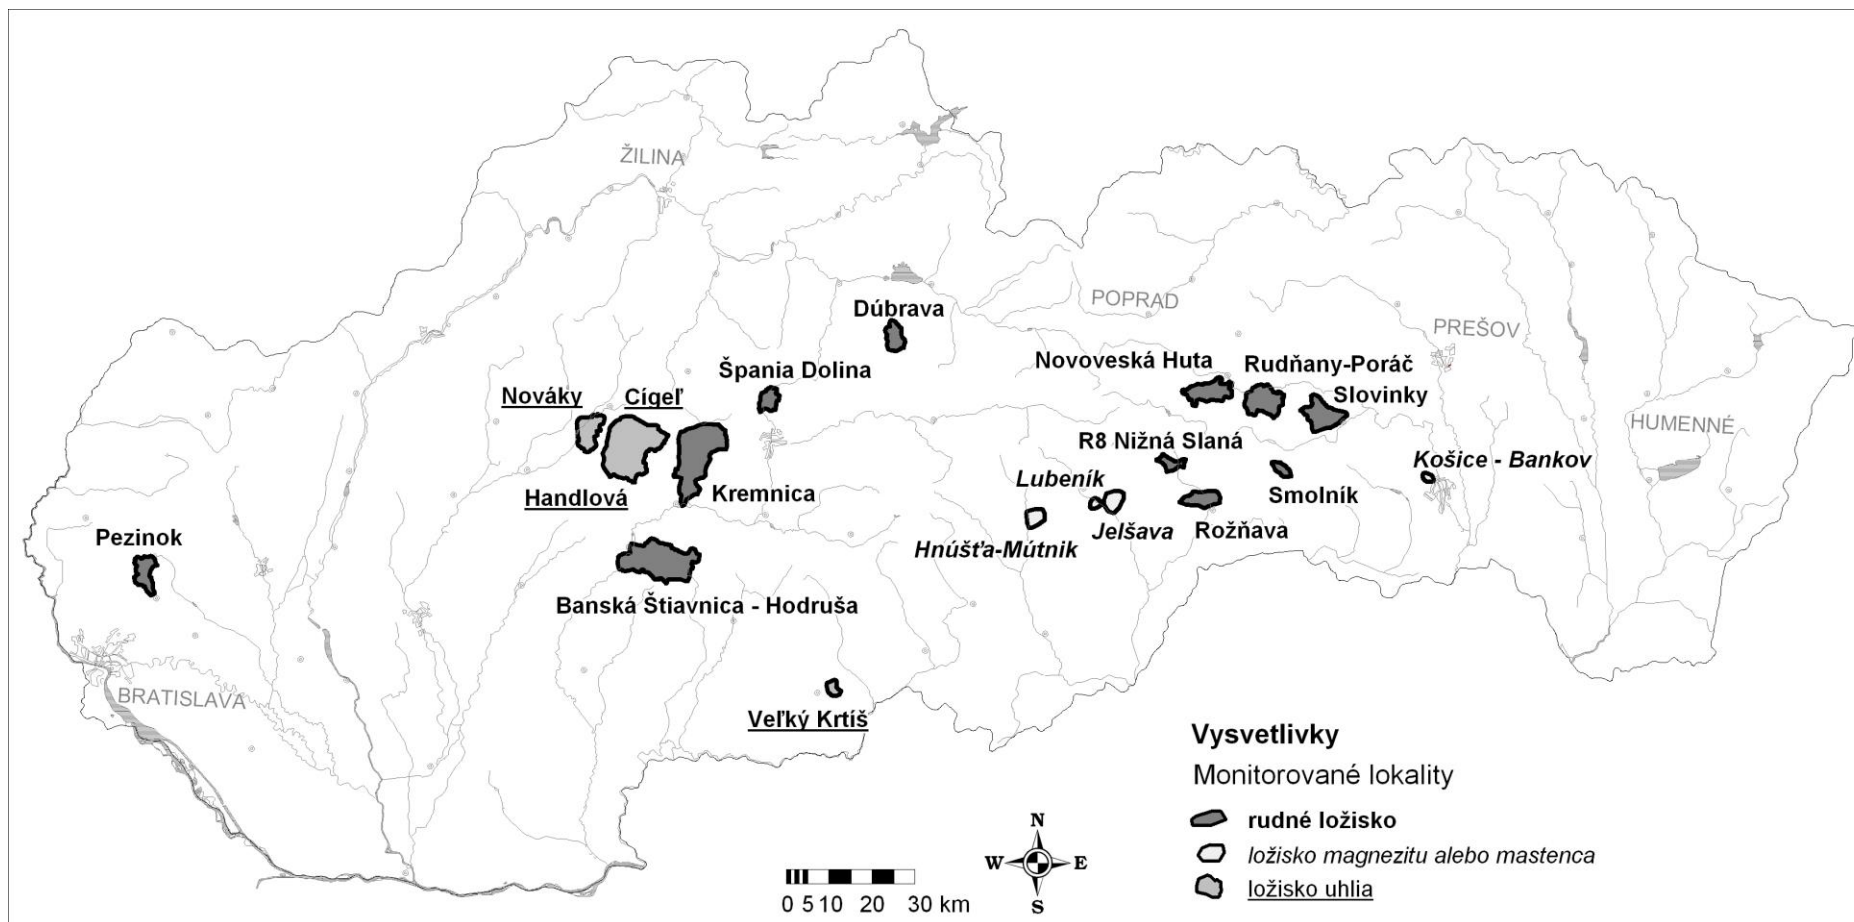 ŽILINA
POPRAD
Dúbrava
PREŠOV
Novoveská Huta
Rudňany-Poráč
Špania Dolina
Slovinky
Nováky
Cígeľ
HUMENNÉ
R8 Nižná Slaná
Košice - Bankov
Lubeník
Handlová
Kremnica
Smolník
Jelšava
Rožňava
Pezinok
Hnúšťa-Mútnik
Banská Štiavnica - Hodruša
BRATISLAVA
Veľký Krtíš
Vysvetlivky
Monitorované lokality
rudné ložisko
ložisko magnezitu alebo mastenca
ložisko uhlia
N
W E
S
0 5 10 20 30 km